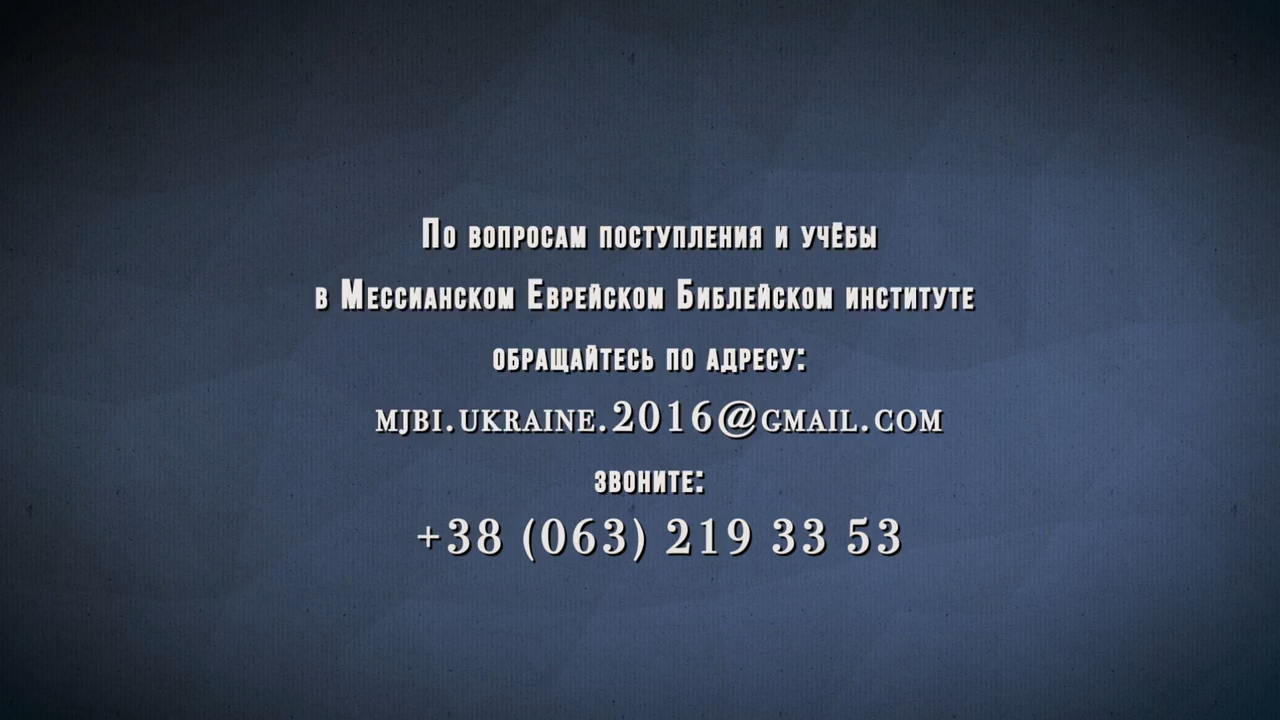 По вопросам поступления и учёбы
в Мессианском Еврейском Библейском институте
обращайтесь по адресу:
mjbi.ukraine.2016@gmail.com
звоните:
+38 (063) 219 33 53